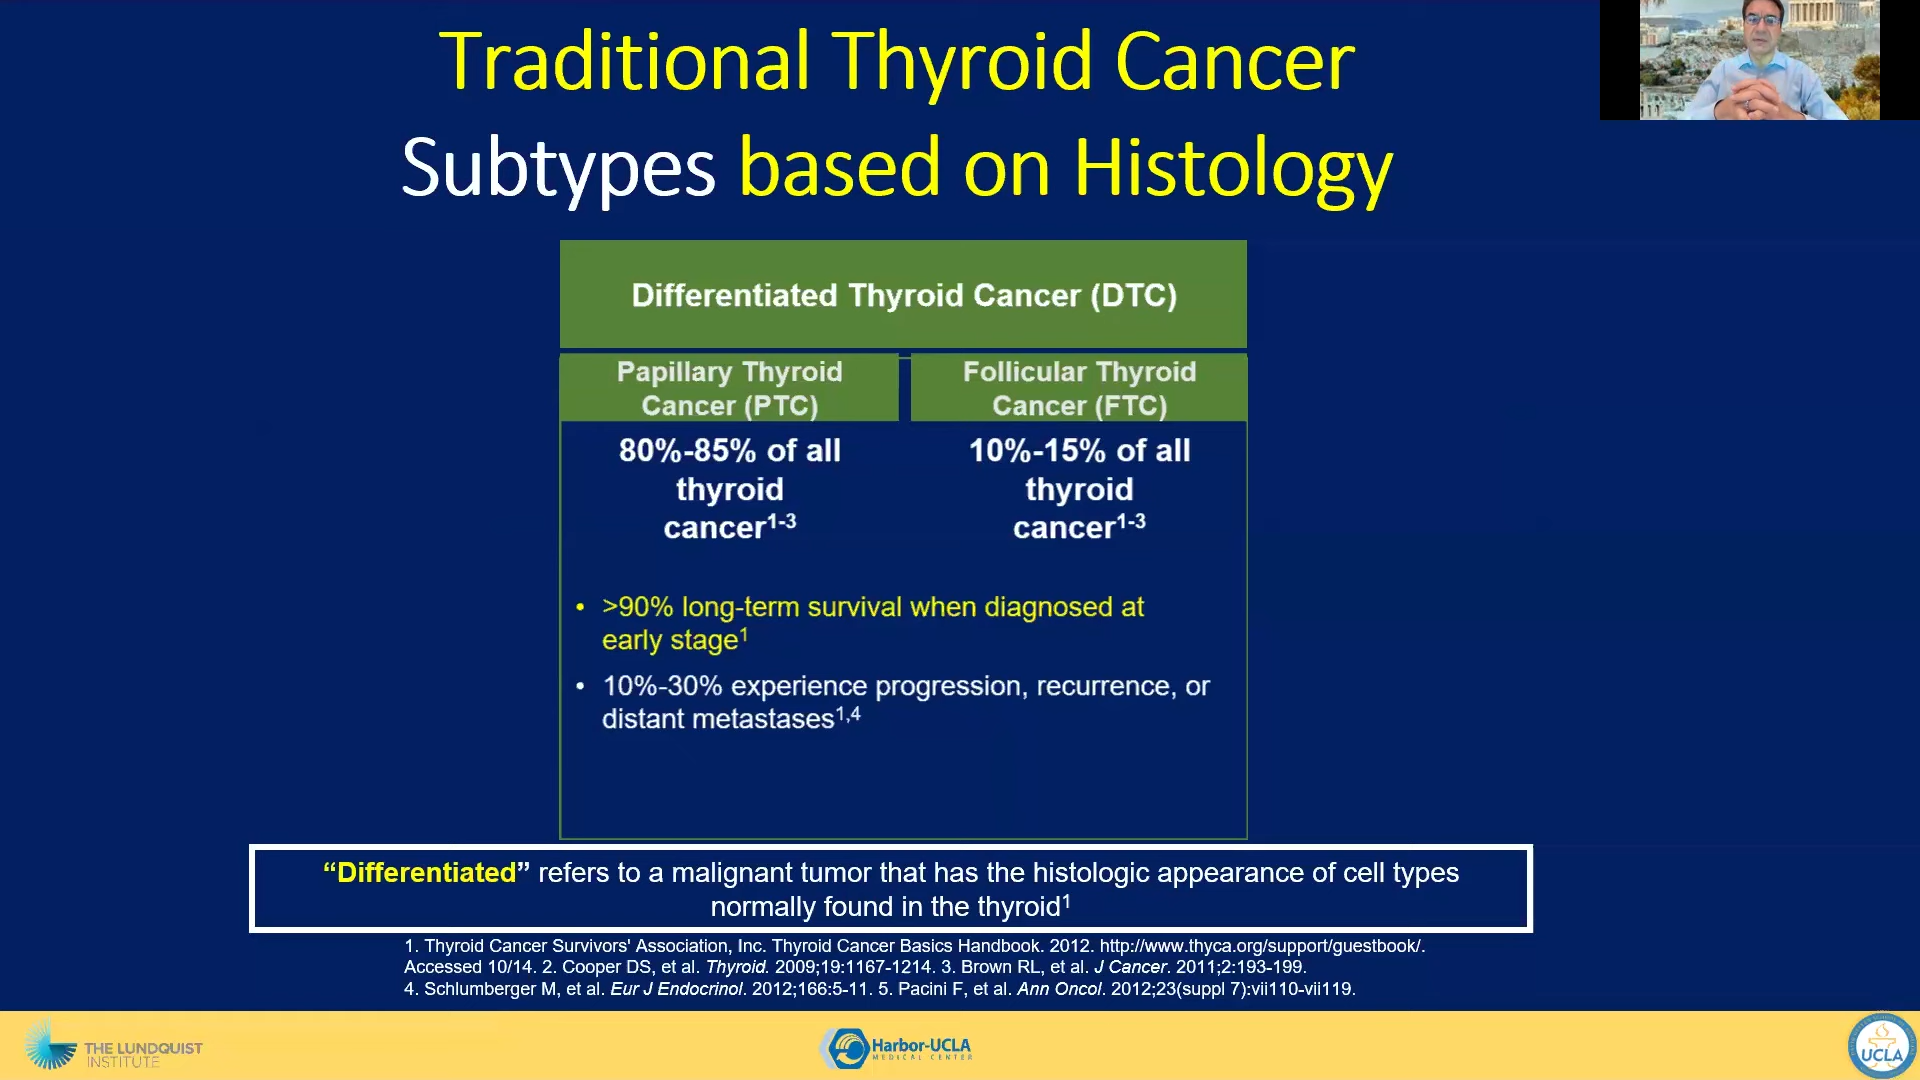 Traditional Thyroid Cancer
Subtypes based on Histology
Differentiated Thyroid Cancer (DTC)
Papillary Thyroid
Cancer (PTC)
80%-85% of all
thyroid
cancer1-3
Follicular Thyroid
Cancer (FTC)
10%-15% of all
thyroid
cancer1-3
• >90% long-term survival when diagnosed at
early stage1
• 10%-30% experience progression, recurrence, or
distant metastases1,4
“Differentiated” refers to a malignant tumor that has the histologic appearance of cell types
normally found in the thyroid1
1. Thyroid Cancer Survivors' Association, Inc. Thyroid Cancer Basics Handbook. 2012. http://www.thyca.org/support/guestbook/.
Accessed 10/14. 2. Cooper DS, et al. Thyroid. 2009;19:1167-1214. 3. Brown RL, et al. J Cancer. 2011;2:193-199.
4. Schlumberger M, et al. Eur J Endocrinol. 2012;166:5-11. 5. Pacini F, et al. Ann Oncol. 2012;23(suppl 7):vii110-vii119.
THE LUNDQUIST
INSTITUTE
Harbor-UCLA
MEDICAL CENTER
UCLA